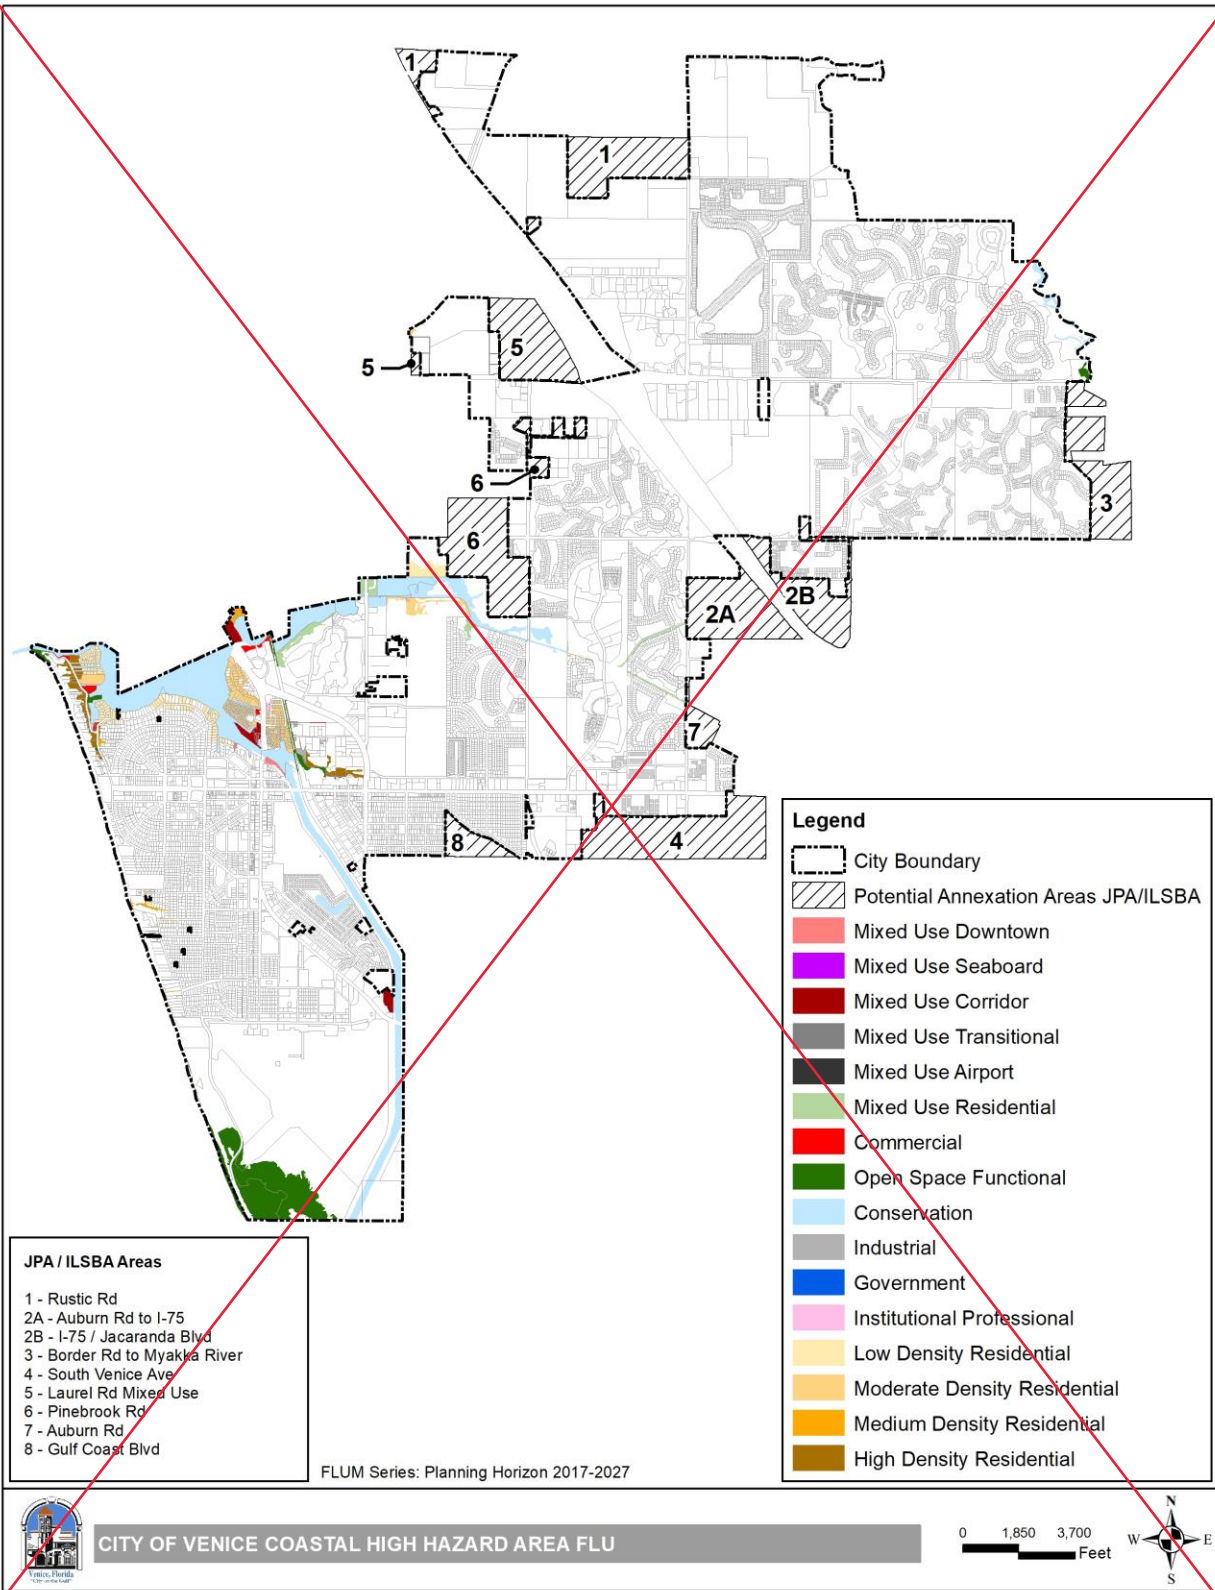 1
1
5
5
6
6
3
2B
2A
7
4
8
Legend
City Boundary
Potential Annexation Areas JPA/ILSBA
Mixed Use Downtown
Mixed Use Seaboard
Mixed Use Corridor
Mixed Use Transitional
Mixed Use Airport
Mixed Use Residential
Commercial
Open Space Functional
Conservation
Industrial
Government
Institutional Professional
Low Density Residential
Moderate Density Residential
Medium Density Residential
High Density Residential
JPA / ILSBA Areas
1 - Rustic Rd
2A - Auburn Rd to I-75
2B - I-75 / Jacaranda Blvd
3 - Border Rd to Myakka River
4 - South Venice Ave
5 - Laurel Rd Mixed Use
6 - Pinebrook Rd
7 - Auburn Rd
8 - Gulf Coast Blvd
FLUM Series: Planning Horizon 2017-2027
Venice, Florida
"City on the Gulf"
CITY OF VENICE COASTAL HIGH HAZARD AREA FLU
0 1,850 3,700
Feet
N
W E
S